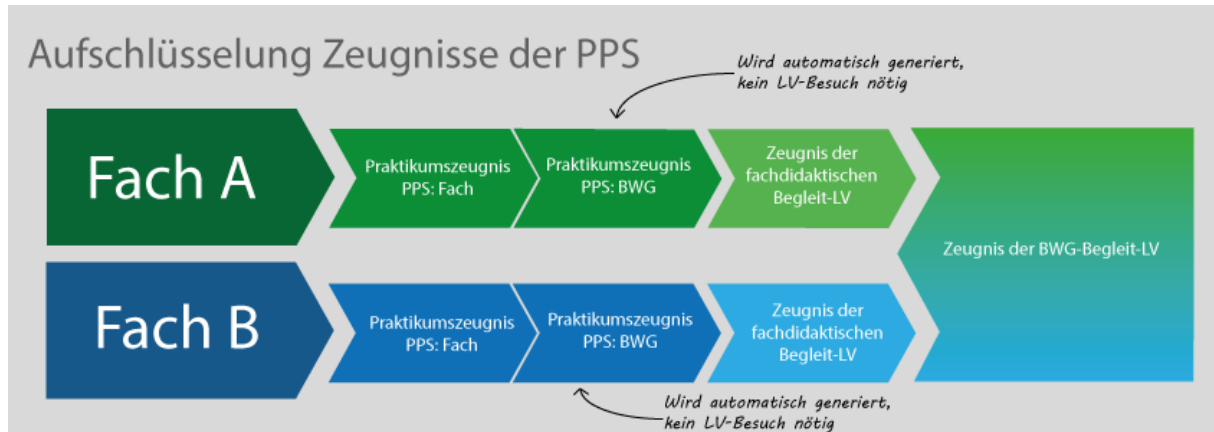 Aufschlüsselung Zeugnisse der PPS
Wird automatisch generiert,
kein LV-Besuch nötig
Fach A
Praktikumszeugnis
PPS: Fach
Praktikumszeugnis
PPS: BWG
Zeugnis der
fachdidaktischen
Begleit-LV
Zeugnis der BWG-Begleit-LV
Fach B
Praktikumszeugnis
PPS: Fach
Praktikumszeugnis
PPS: BWG
Zeugnis der
fachdidaktischen
Begleit-LV
Wird automatisch generiert,
kein LV-Besuch nötig